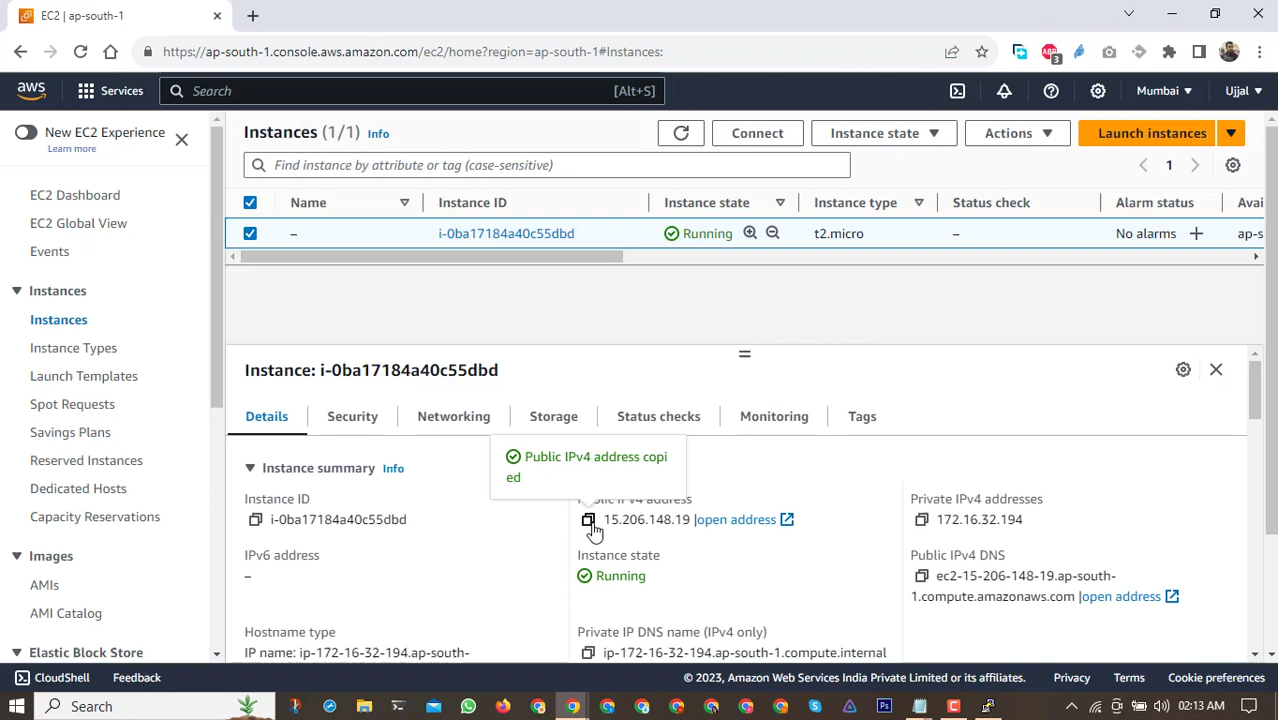 EC2 | ap-south-1
https://ap-south-1.console.aws.amazon.com/ec2/home?region=ap-south-1#Instances:
3
aws
Services
Search
[Alt+S]
Mumbai
Ujjal
New EC2 Experience
Learn more
EC2 Dashboard
EC2 Global View
Events
Instances
Instances
Instance Types
Launch Templates
Spot Requests
Savings Plans
Reserved Instances
Dedicated Hosts
Capacity Reservations
Images
AMIs
AMI Catalog
Elastic Block Store
Instances (1/1) Info
Connect
Instance state
Actions
Launch instances
Find instance by attribute or tag (case-sensitive)
1
Name
Instance ID
Instance state
Instance type
Status check
Alarm status
Avai
–
i-0ba17184a40c55dbd
Running
t2.micro
–
No alarms
ap-s
Instance: i-0ba17184a40c55dbd
Details
Security
Networking
Storage
Status checks
Monitoring
Tags
Public IPv4 address copi
ed
Instance summary Info
Instance ID
i-0ba17184a40c55dbd
Public IPv4 address
15.206.148.19 |open address
Private IPv4 addresses
172.16.32.194
IPv6 address
–
Instance state
Running
Public IPv4 DNS
ec2-15-206-148-19.ap-south-
1.compute.amazonaws.com |open address
Hostname type
IP name: ip-172-16-32-194.ap-south-
Private IP DNS name (IPv4 only)
ip-172-16-32-194.ap-south-1.compute.internal
CloudShell
Feedback
© 2023, Amazon Web Services India Private Limited or its affiliates.
Privacy
Terms
Cookie preferences
Search
ENG
02:13 AM